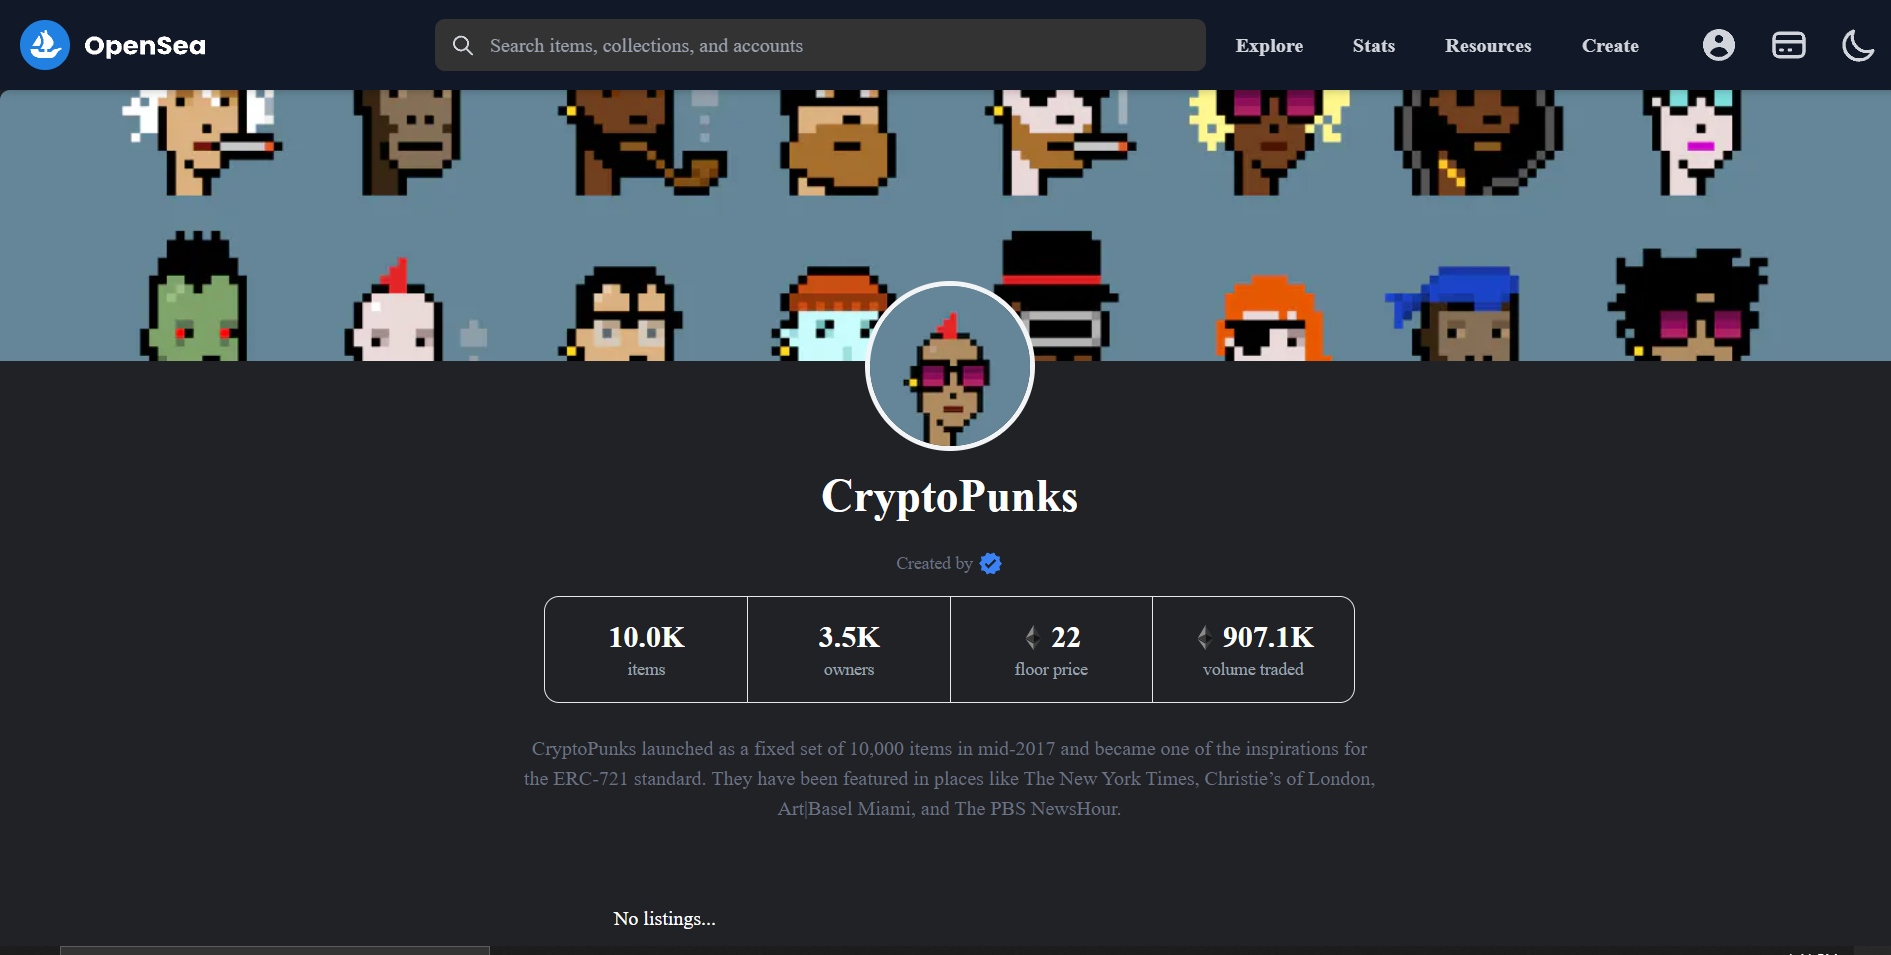 OpenSea
Search items, collections, and accounts
Explore
Stats
Resources
Create
CryptoPunks
Created by
10.0K
items
3.5K
owners
22
floor price
907.1K
volume traded
CryptoPunks launched as a fixed set of 10,000 items in mid-2017 and became one of the inspirations for
the ERC-721 standard. They have been featured in places like The New York Times, Christie’s of London,
Art|Basel Miami, and The PBS NewsHour.
No listings...